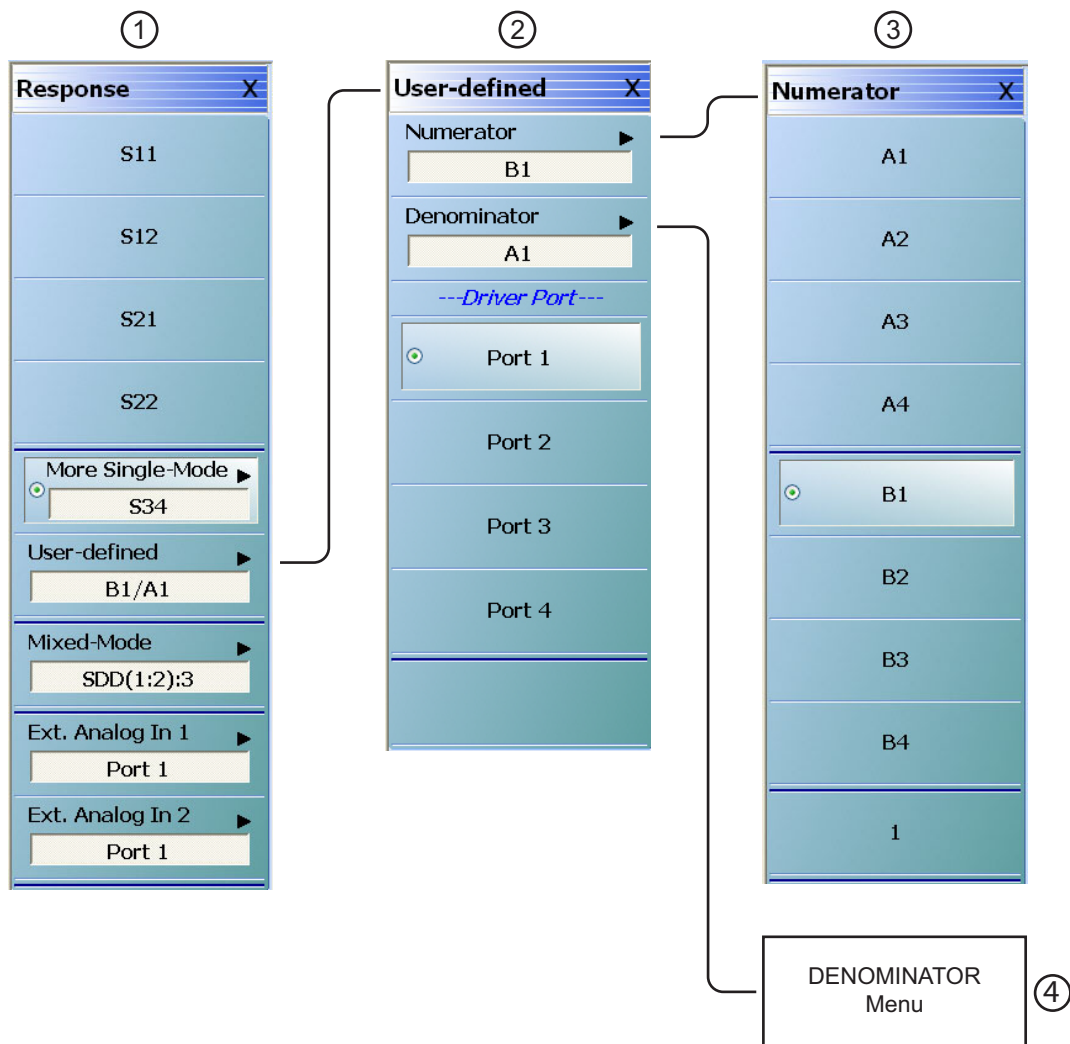 1
Response X
S11
S12
S21
S22
More Single-Mode
S34
User-defined
B1/A1
Mixed-Mode
SDD(1:2):3
Ext. Analog In 1
Port 1
Ext. Analog In 2
Port 1
2
User-defined X
Numerator
B1
Denominator
A1
---Driver Port---
Port 1
Port 2
Port 3
Port 4
3
Numerator X
A1
A2
A3
A4
B1
B2
B3
B4
1
DENOMINATOR
Menu
4